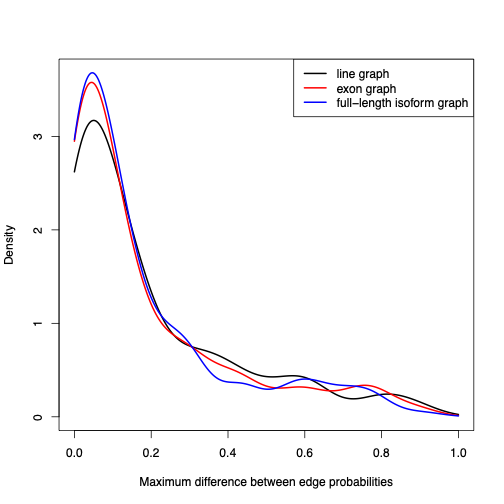 line graph
exon graph
full-length isoform graph
Density
3
2
1
0
0.0 0.2 0.4 0.6 0.8 1.0
Maximum difference between edge probabilities